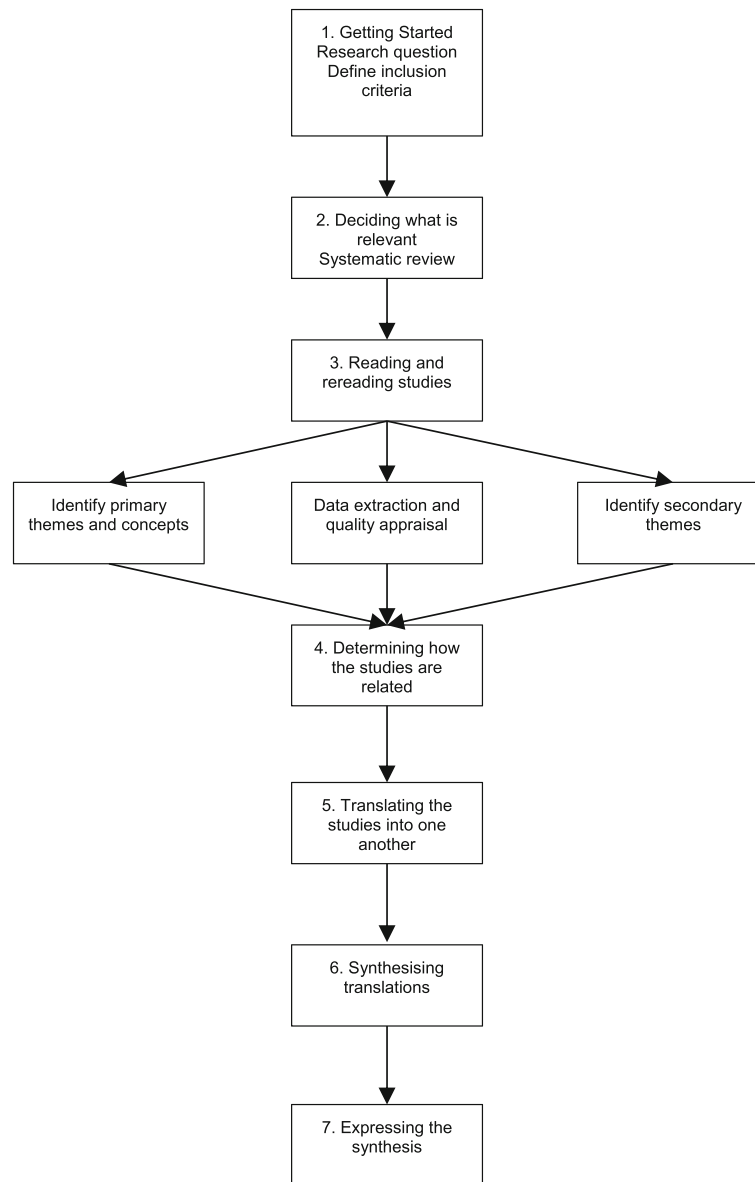 1. Getting Started
Research question
Define inclusion
criteria
2. Deciding what is
relevant
Systematic review
3. Reading and
rereading studies
Identify primary
themes and concepts
Data extraction and
quality appraisal
Identify secondary
themes
4. Determining how
the studies are
related
5. Translating the
studies into one
another
6. Synthesising
translations
7. Expressing the
synthesis